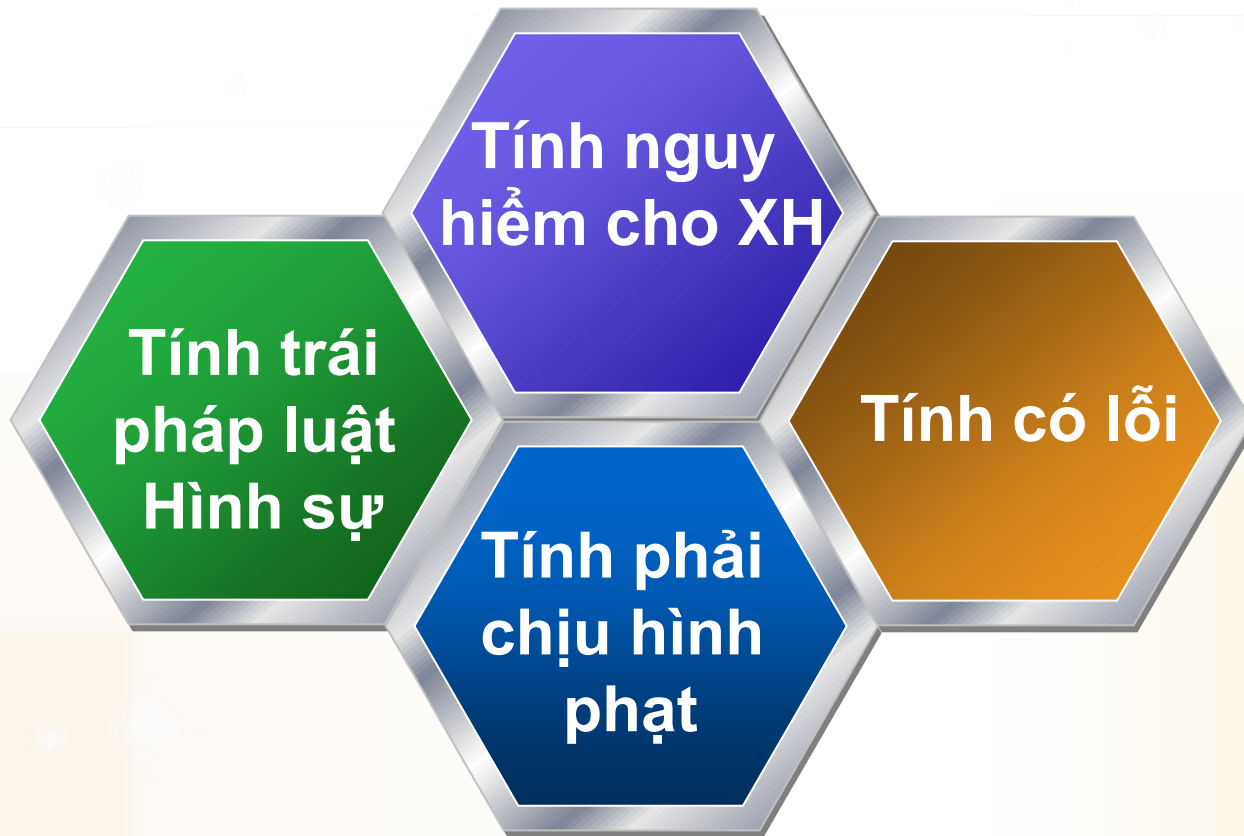 Tính nguy
hiểm cho XH
Tính trái
pháp luật
Hình sự
Tính có lỗi
Tính phải
chịu hình
phạt